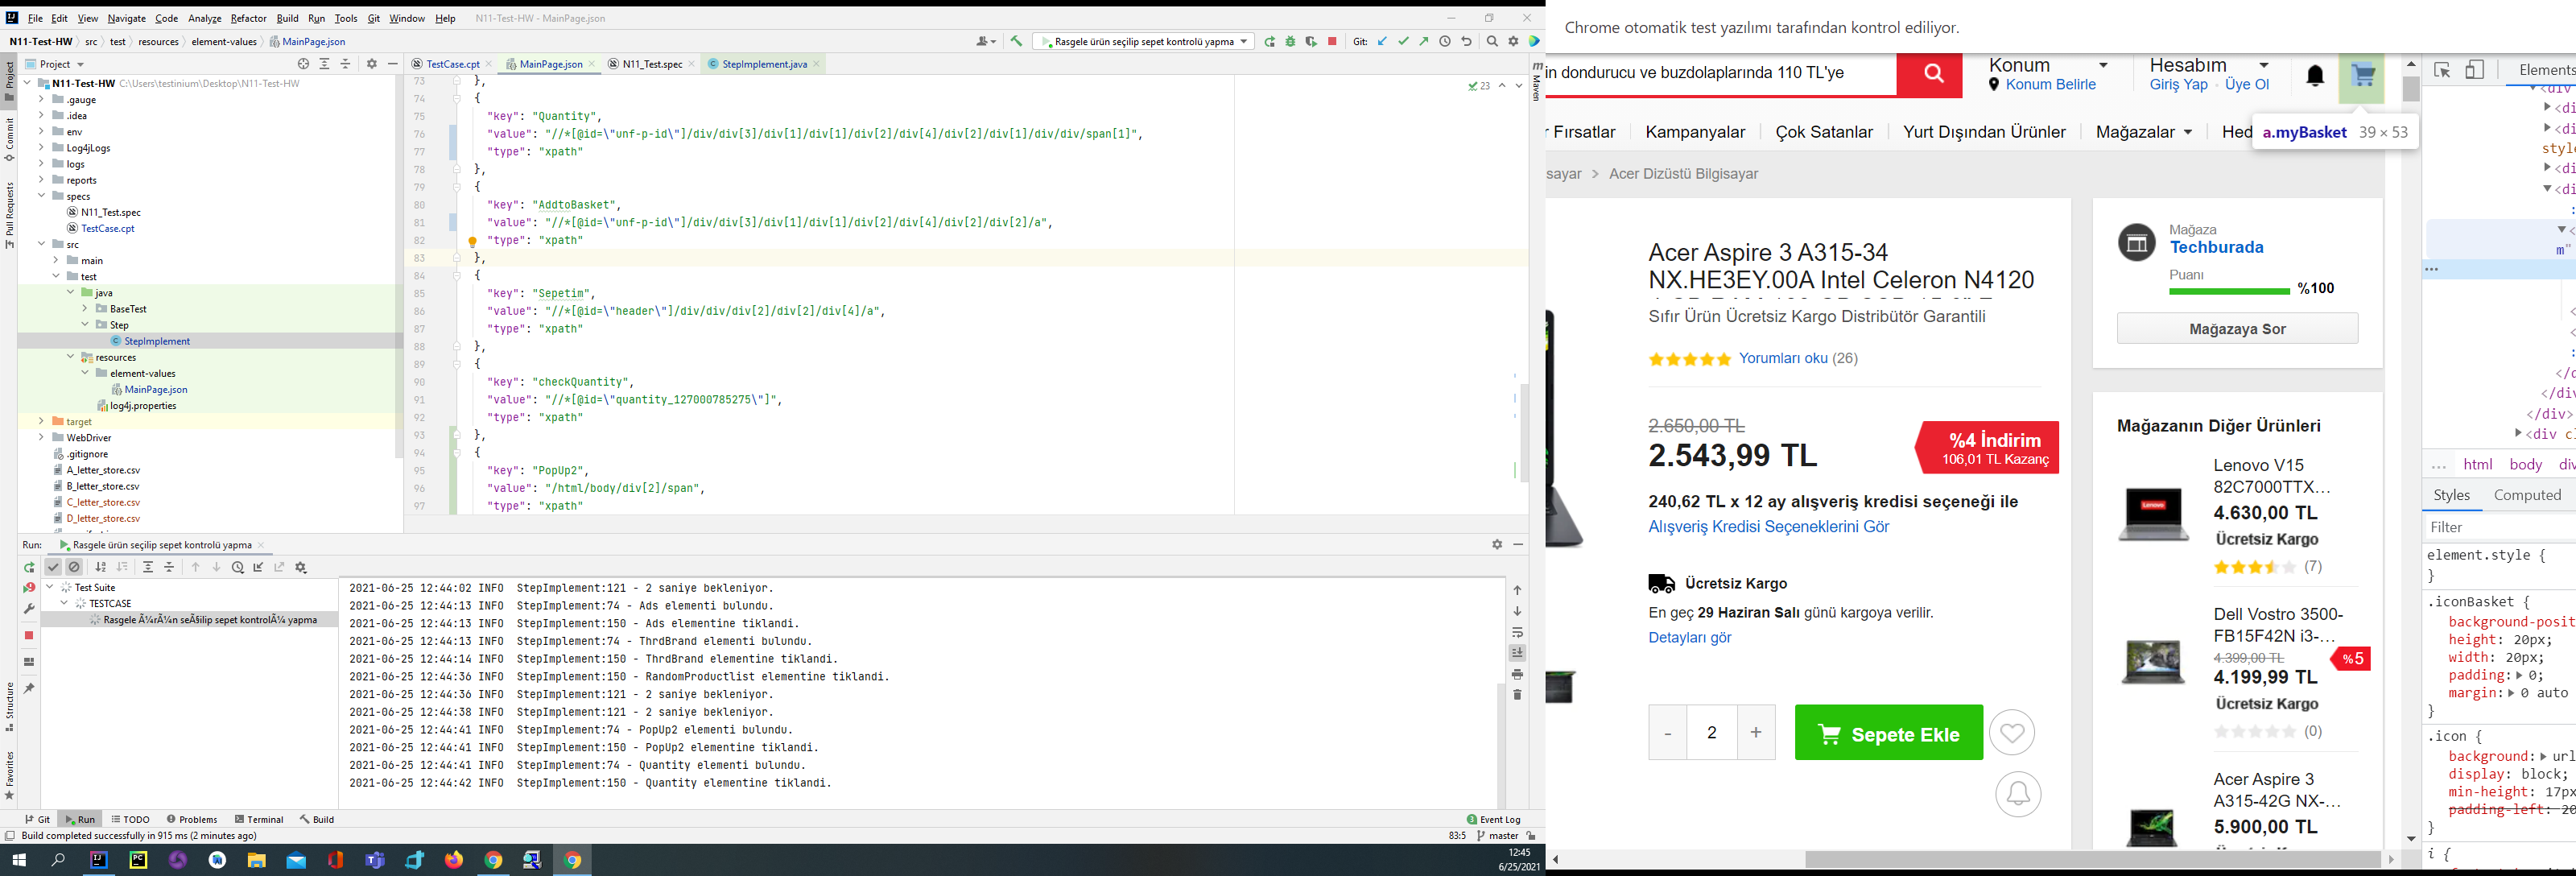 File Edit View Navigate Code Analyze Refactor Build Run Tools Git Window Help N11-Test-HW - MainPage.json
N11-Test-HW src test resources element-values MainPage.json
Rasgele ürün seçilip sepet kontrolü yapma
Git:
Project
N11-Test-HW C:\Users\testinium\Desktop\N11-Test-HW
.gauge
.idea
env
Log4jLogs
logs
reports
specs
N11_Test.spec
TestCase.cpt
src
main
test
java
BaseTest
Step
StepImplement
resources
element-values
MainPage.json
log4j.properties
target
WebDriver
.gitignore
A_letter_store.csv
B_letter_store.csv
C_letter_store.csv
D_letter_store.csv
Project
Commit
Pull Requests
Structure
Favorites
Maven
TestCase.cpt MainPage.json N11_Test.spec StepImplement.java
23
73 },
74 {
75 "key": "Quantity",
76 "value": "//*[@id=\"unf-p-id\"]/div/div[3]/div[1]/div[1]/div[2]/div[4]/div[2]/div[1]/div/div/span[1]",
77 "type": "xpath"
78 },
79 {
80 "key": "AddtoBasket",
81 "value": "//*[@id=\"unf-p-id\"]/div/div[3]/div[1]/div[1]/div[2]/div[4]/div[2]/div[2]/a",
82 "type": "xpath"
83 },
84 {
85 "key": "Sepetim",
86 "value": "//*[@id=\"header\"]/div/div/div[2]/div[2]/div[4]/a",
87 "type": "xpath"
88 },
89 {
90 "key": "checkQuantity",
91 "value": "//*[@id=\"quantity_127000785275\"]",
92 "type": "xpath"
93 },
94 {
95 "key": "PopUp2",
96 "value": "/html/body/div[2]/span",
97 "type": "xpath"
Run: Rasgele ürün seçilip sepet kontrolü yapma
Test Suite
TESTCASE
Rasgele Ã¼rÃ¼n seÃ§ilip sepet kontrolÃ¼ yapma
2021-06-25 12:44:02 INFO StepImplement:121 - 2 saniye bekleniyor.
2021-06-25 12:44:13 INFO StepImplement:74 - Ads elementi bulundu.
2021-06-25 12:44:13 INFO StepImplement:150 - Ads elementine tiklandi.
2021-06-25 12:44:13 INFO StepImplement:74 - ThrdBrand elementi bulundu.
2021-06-25 12:44:14 INFO StepImplement:150 - ThrdBrand elementine tiklandi.
2021-06-25 12:44:36 INFO StepImplement:150 - RandomProductlist elementine tiklandi.
2021-06-25 12:44:36 INFO StepImplement:121 - 2 saniye bekleniyor.
2021-06-25 12:44:38 INFO StepImplement:121 - 2 saniye bekleniyor.
2021-06-25 12:44:41 INFO StepImplement:74 - PopUp2 elementi bulundu.
2021-06-25 12:44:41 INFO StepImplement:150 - PopUp2 elementine tiklandi.
2021-06-25 12:44:41 INFO StepImplement:74 - Quantity elementi bulundu.
2021-06-25 12:44:42 INFO StepImplement:150 - Quantity elementine tiklandi.
Git Run TODO Problems Terminal Build
3 Event Log
Build completed successfully in 915 ms (2 minutes ago)
83:5 master
12:45
6/25/2021
Chrome otomatik test yazılımı tarafından kontrol ediliyor.
in dondurucu ve buzdolaplarında 110 TL'ye
Konum
Konum Belirle
Hesabım
Giriş Yap - Üye Ol
r Fırsatlar Kampanyalar Çok Satanlar Yurt Dışından Ürünler Mağazalar Hed
a.myBasket 39 × 53
sayar > Acer Dizüstü Bilgisayar
Acer Aspire 3 A315-34
NX.HE3EY.00A Intel Celeron N4120
Sıfır Ürün Ücretsiz Kargo Distribütör Garantili
Yorumları oku (26)
2.650,00 TL
2.543,99 TL
%4 İndirim
106,01 TL Kazanç
240,62 TL x 12 ay alışveriş kredisi seçeneği ile
Alışveriş Kredisi Seçeneklerini Gör
Ücretsiz Kargo
En geç 29 Haziran Salı günü kargoya verilir.
Detayları gör
- 2 +
Sepete Ekle
Mağaza
Techburada
Puanı
%100
Mağazaya Sor
Mağazanın Diğer Ürünleri
Lenovo V15
82C7000TTX...
4.630,00 TL
Ücretsiz Kargo
(7)
Dell Vostro 3500-
FB15F42N i3-...
4.399,00 TL
%5
4.199,99 TL
Ücretsiz Kargo
(0)
Acer Aspire 3
A315-42G NX-...
5.900,00 TL
Elements
<div
<di
<di
style
<di
<di
:
<
m"
...
<
<
:
</d
</div
</div>
<div cl
... html body div
Styles Computed
Filter
element.style {
}
.iconBasket {
background-posit
height: 20px;
width: 20px;
padding: 0;
margin: 0 auto
}
.icon {
background: url
display: block;
min-height: 17px
padding-left: 20
}
i {